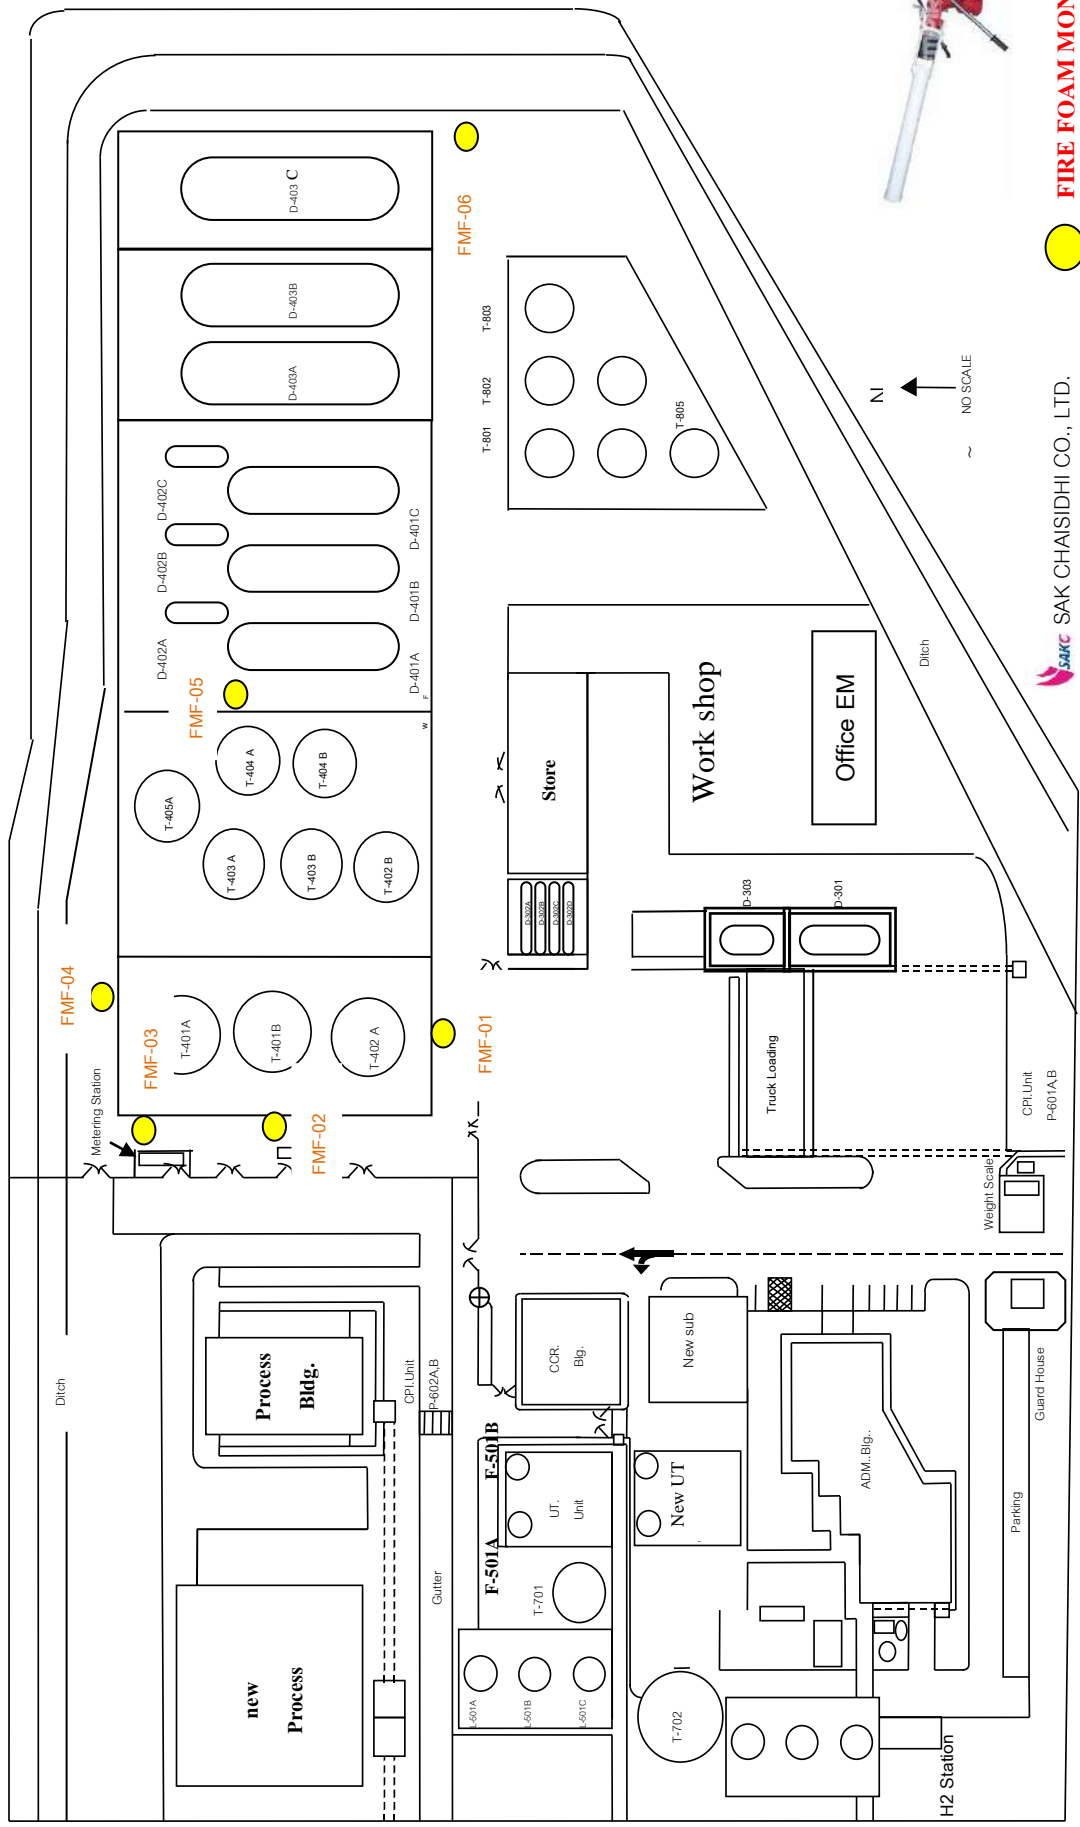 FIRE FOAM MON
SAK CHAISIDHI CO., LTD.
SAKC
N
NO SCALE
~
Ditch
Metering Station
FMF-04
FMF-03
FMF-02
FMF-01
FMF-05
FMF-06
T-401A
T-401B
T-402 A
T-405A
T-403 A
T-403 B
T-402 B
T-404 A
T-404 B
W
F
D-402A
D-402B
D-402C
D-401A
D-401B
D-401C
D-403A
D-403B
D-403 C
T-801
T-802
T-803
T-805
Store
D-302A
D-302B
D-302C
D-302D
Work shop
Office EM
Ditch
D-303
D-301
Truck Loading
CPI.Unit
P-601A,B
Weight Scale
Guard House
Parking
ADM..Blg..
New sub
CCR.
Blg.
Process
Bldg.
CPI.Unit
P-602A,B
Gutter
new
Process
F-501A
F-501B
UT.
Unit
New UT
T-701
L-501A
L-501B
L-501C
T-702
H2 Station